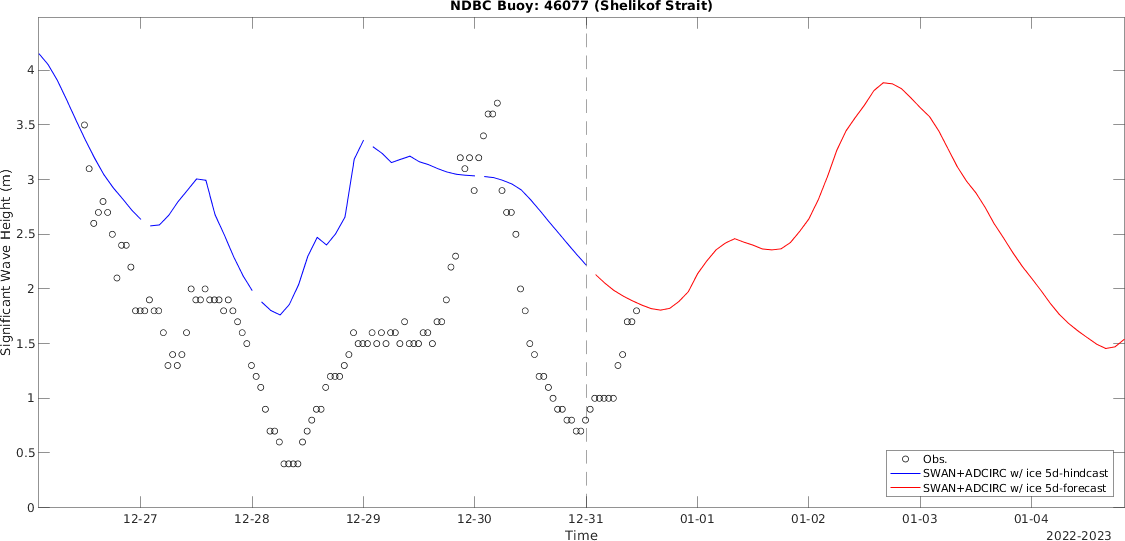 NDBC Buoy: 46077 (Shelikof Strait)
Significant Wave Height (m)
4
3.5
3
2.5
2
1.5
1
0.5
0
Obs.
SWAN+ADCIRC w/ ice 5d-hindcast
SWAN+ADCIRC w/ ice 5d-forecast
12-27 12-28 12-29 12-30 12-31 01-01 01-02 01-03 01-04
Time
2022-2023